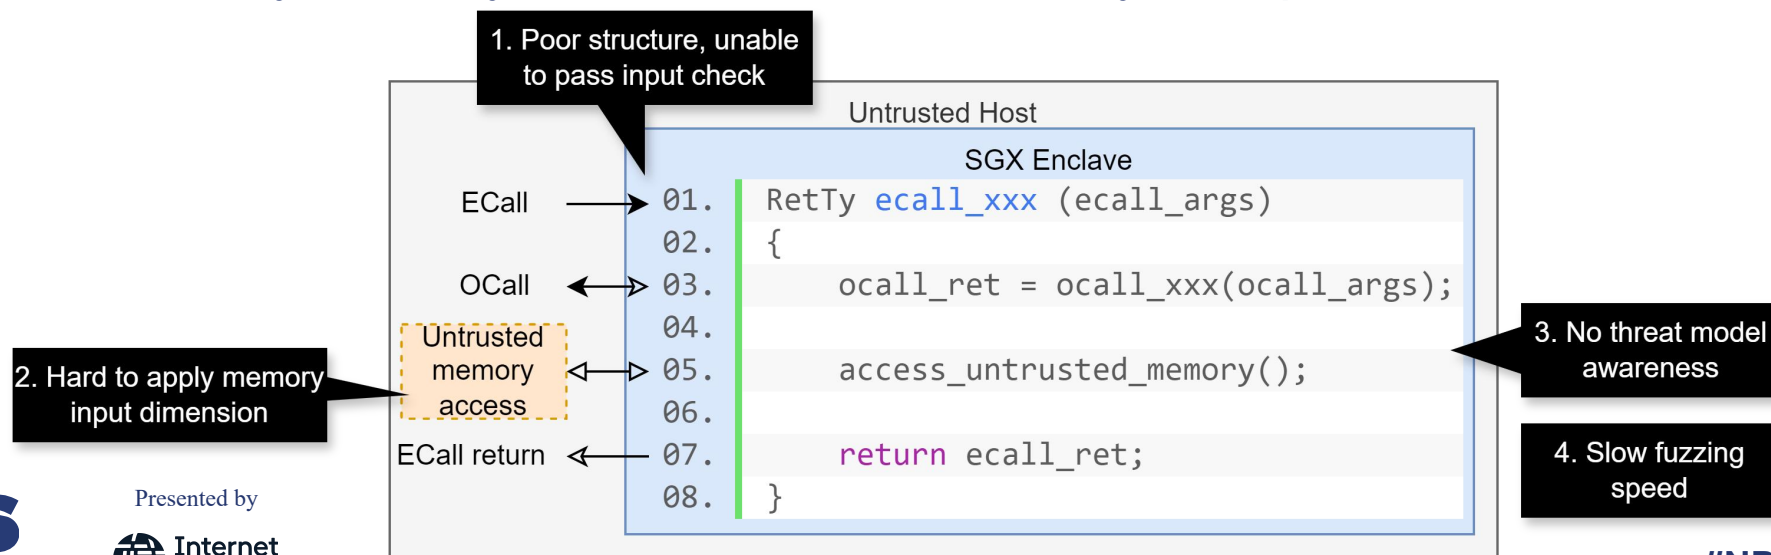 1. Poor structure, unable
to pass input check
Untrusted Host
SGX Enclave
ECall
01. RetTy ecall_xxx (ecall_args)
02. {
OCall
03. ocall_ret = ocall_xxx(ocall_args);
04.
Untrusted
memory
access
05. access_untrusted_memory();
06.
ECall return
07. return ecall_ret;
08. }
2. Hard to apply memory
input dimension
3. No threat model
awareness
4. Slow fuzzing
speed
Presented by
Internet